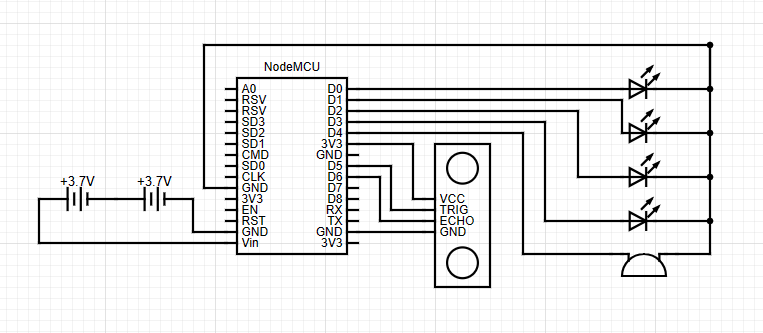 NodeMCU
A0 D0
RSV D1
RSV D2
SD3 D3
SD2 D4
SD1 3V3
CMD GND
SD0 D5
CLK D6
GND D7
3V3 D8
EN RX
RST TX
GND GND
Vin 3V3
+3.7V +3.7V
VCC
TRIG
ECHO
GND